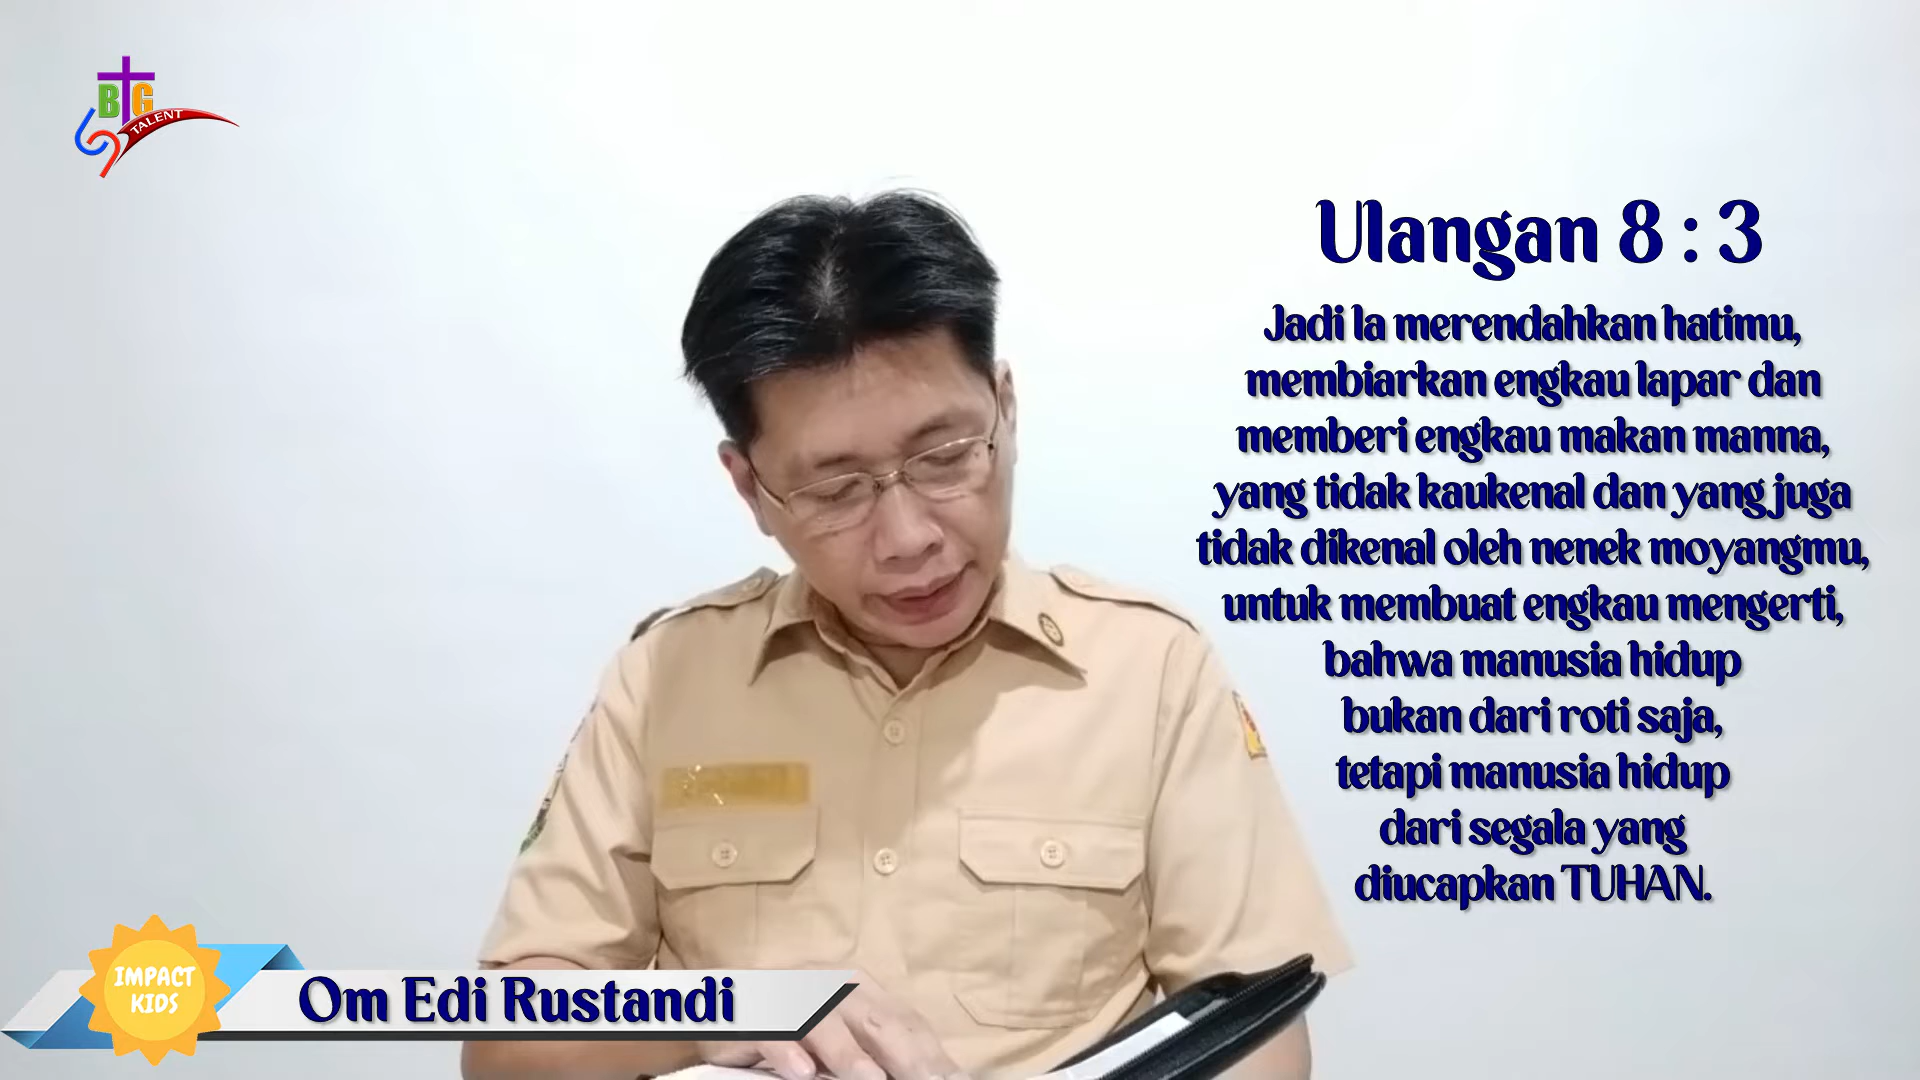 BTG
TALENT
Ulangan 8 : 3
Jadi Ia merendahkan hatimu,
membiarkan engkau lapar dan
memberi engkau makan manna,
yang tidak kaukenal dan yang juga
tidak dikenal oleh nenek moyangmu,
untuk membuat engkau mengerti,
bahwa manusia hidup
bukan dari roti saja,
tetapi manusia hidup
dari segala yang
diucapkan TUHAN.
IMPACT
KIDS
Om Edi Rustandi